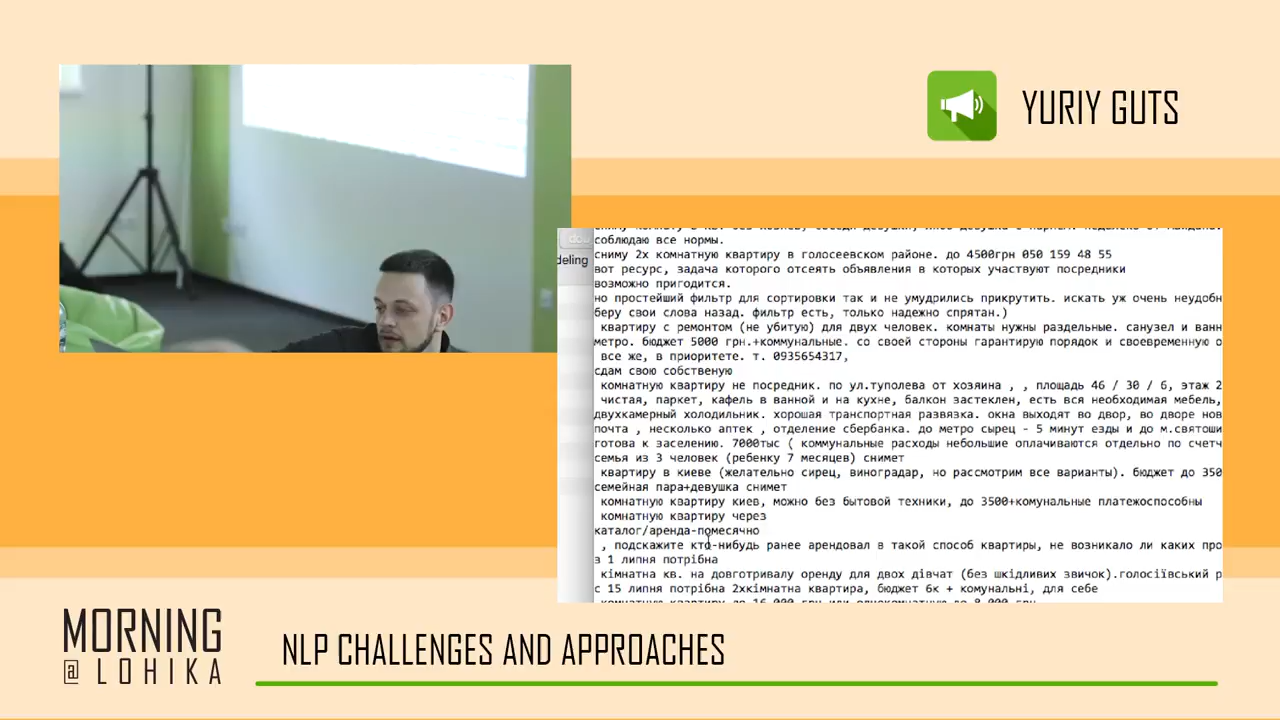 YURIY GUTS
deling
соблюдаю все нормы.
сниму 2х комнатную квартиру в голосеевском районе. до 4500грн 050 159 48 55
вот ресурс, задача которого отсеять объявления в которых участвуют посредники
возможно пригодится.
но простейший фильтр для сортировки так и не умудрились прикрутить. искать уж очень неудобн
беру свои слова назад. фильтр есть, только надежно спрятан.)
квартиру с ремонтом (не убитую) для двух человек. комнаты нужны раздельные. санузел и ванн
метро. бюджет 5000 грн.+коммунальные. со своей стороны гарантирую порядок и своевременную о
все же, в приоритете. т. 0935654317,
сдам свою собственую
комнатную квартиру не посредник. по ул.туполева от хозяина , , площадь 46 / 30 / 6, этаж 2
чистая, паркет, кафель в ванной и на кухне, балкон застеклен, есть вся необходимая мебель,
двухкамерный холодильник. хорошая транспортная развязка. окна выходят во двор, во дворе нов
почта , несколько аптек , отделение сбербанка. до метро сырец - 5 минут езды и до м.святоши
готова к заселению. 7000тыс ( коммунальные расходы небольшие оплачиваются отдельно по счетч
семья из 3 человек (ребенку 7 месяцев) снимет
квартиру в киеве (желательно сирец, виноградар, но рассмотрим все варианты). бюджет до 350
семейная пара+девушка снимет
комнатную квартиру киев, можно без бытовой техники, до 3500+комунальные платежоспособны
комнатную квартиру через
каталог/аренда-помесячно
, подскажите кто-нибудь ранее арендовал в такой способ квартиры, не возникало ли каких про
з 1 липня потрібна
кімнатна кв. на довготривалу оренду для двох дівчат (без шкідливих звичок).голосіївський р
с 15 липня потрібна 2хкімнатна квартира, бюджет 6к + комунальні, для себе
MORNING
@ LOHIKA
NLP CHALLENGES AND APPROACHES